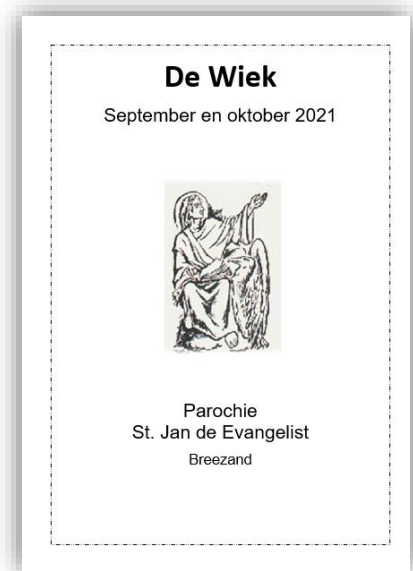 De Wiek
September en oktober 2021
Parochie
St. Jan de Evangelist
Breezand